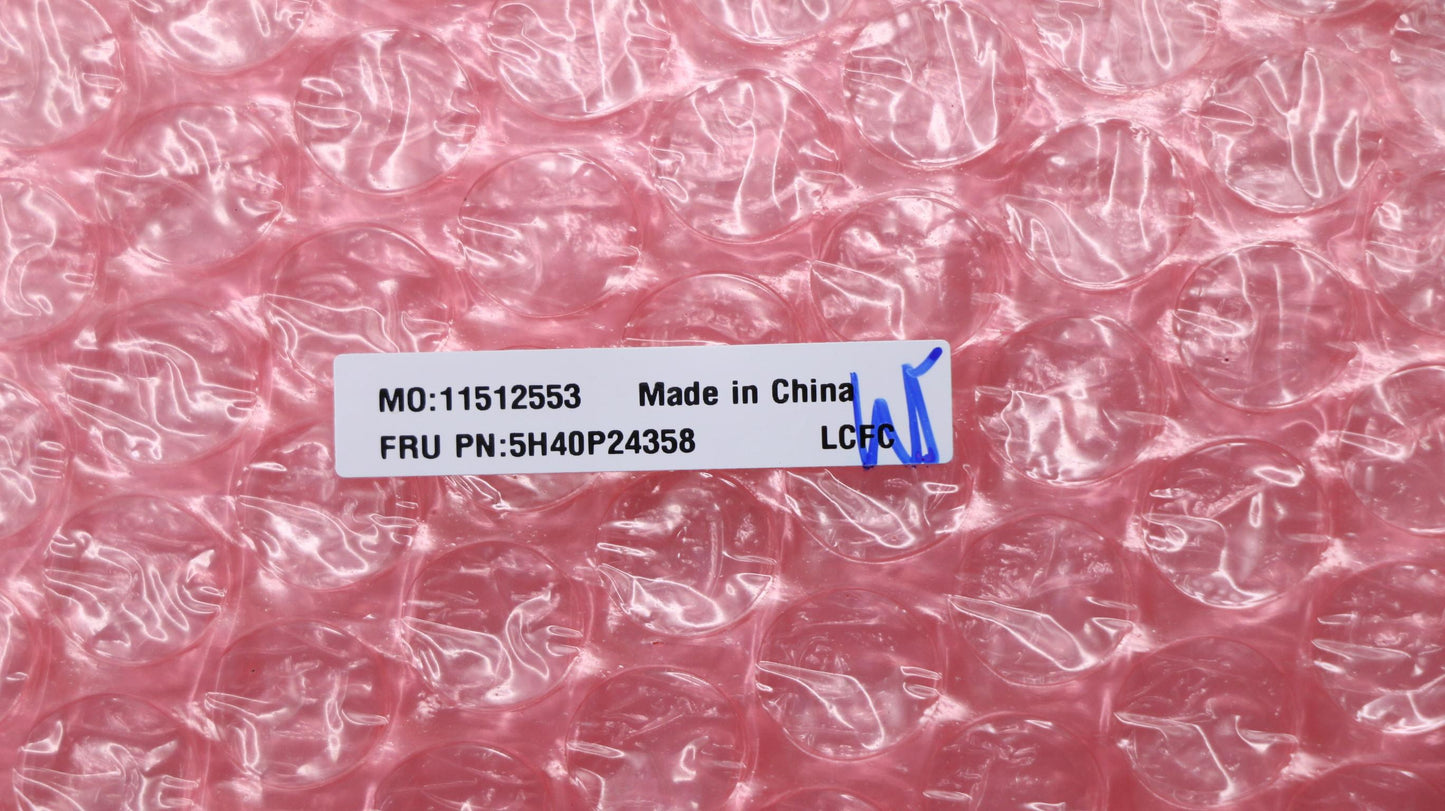 MO:11512553 Made in China
FRU PN:5H40P24358 LCFC